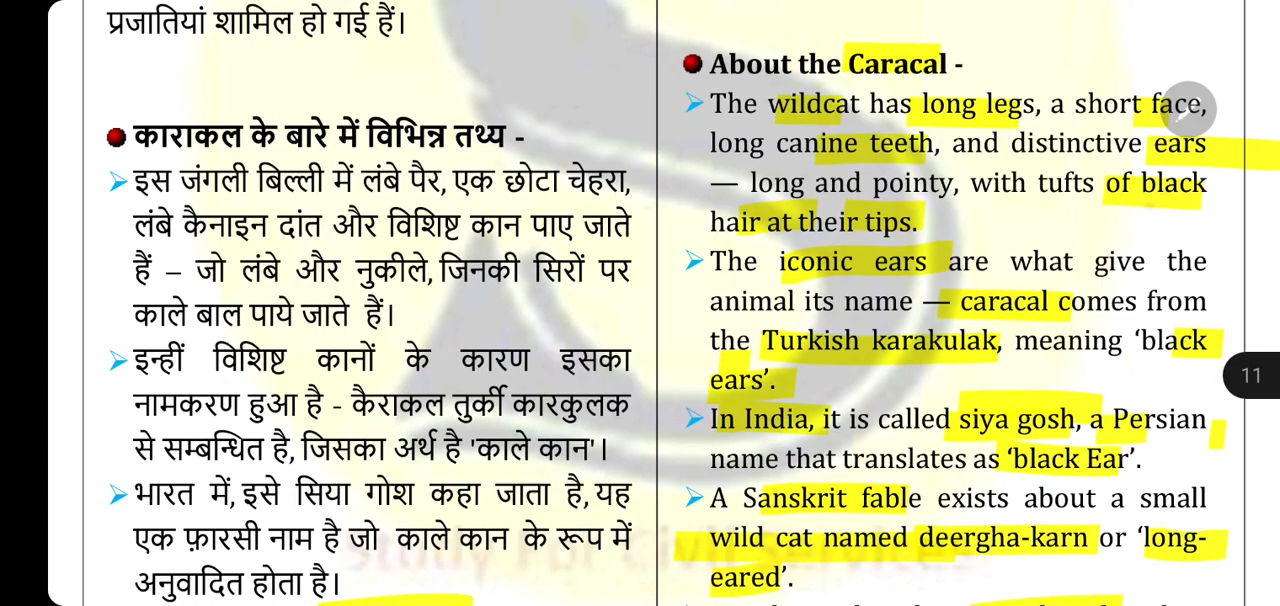 प्रजातियां शामिल हो गई हैं।
काराकल के बारे में विभिन्न तथ्य -
इस जंगली बिल्ली में लंबे पैर, एक छोटा चेहरा,
लंबे कैनाइन दांत और विशिष्ट कान पाए जाते
हैं – जो लंबे और नुकीले, जिनकी सिरों पर
काले बाल पाये जाते हैं।
इन्हीं विशिष्ट कानों के कारण इसका
नामकरण हुआ है - कैराकल तुर्की कारकुलक
से सम्बन्धित है, जिसका अर्थ है 'काले कान'।
भारत में, इसे सिया गोश कहा जाता है, यह
एक फ़ारसी नाम है जो काले कान के रूप में
अनुवादित होता है।
About the Caracal -
The wildcat has long legs, a short face,
long canine teeth, and distinctive ears
— long and pointy, with tufts of black
hair at their tips.
The iconic ears are what give the
animal its name — caracal comes from
the Turkish karakulak, meaning ‘black
ears’.
In India, it is called siya gosh, a Persian
name that translates as ‘black Ear’.
A Sanskrit fable exists about a small
wild cat named deergha-karn or ‘long-
eared’.
11
Study For Civil Services